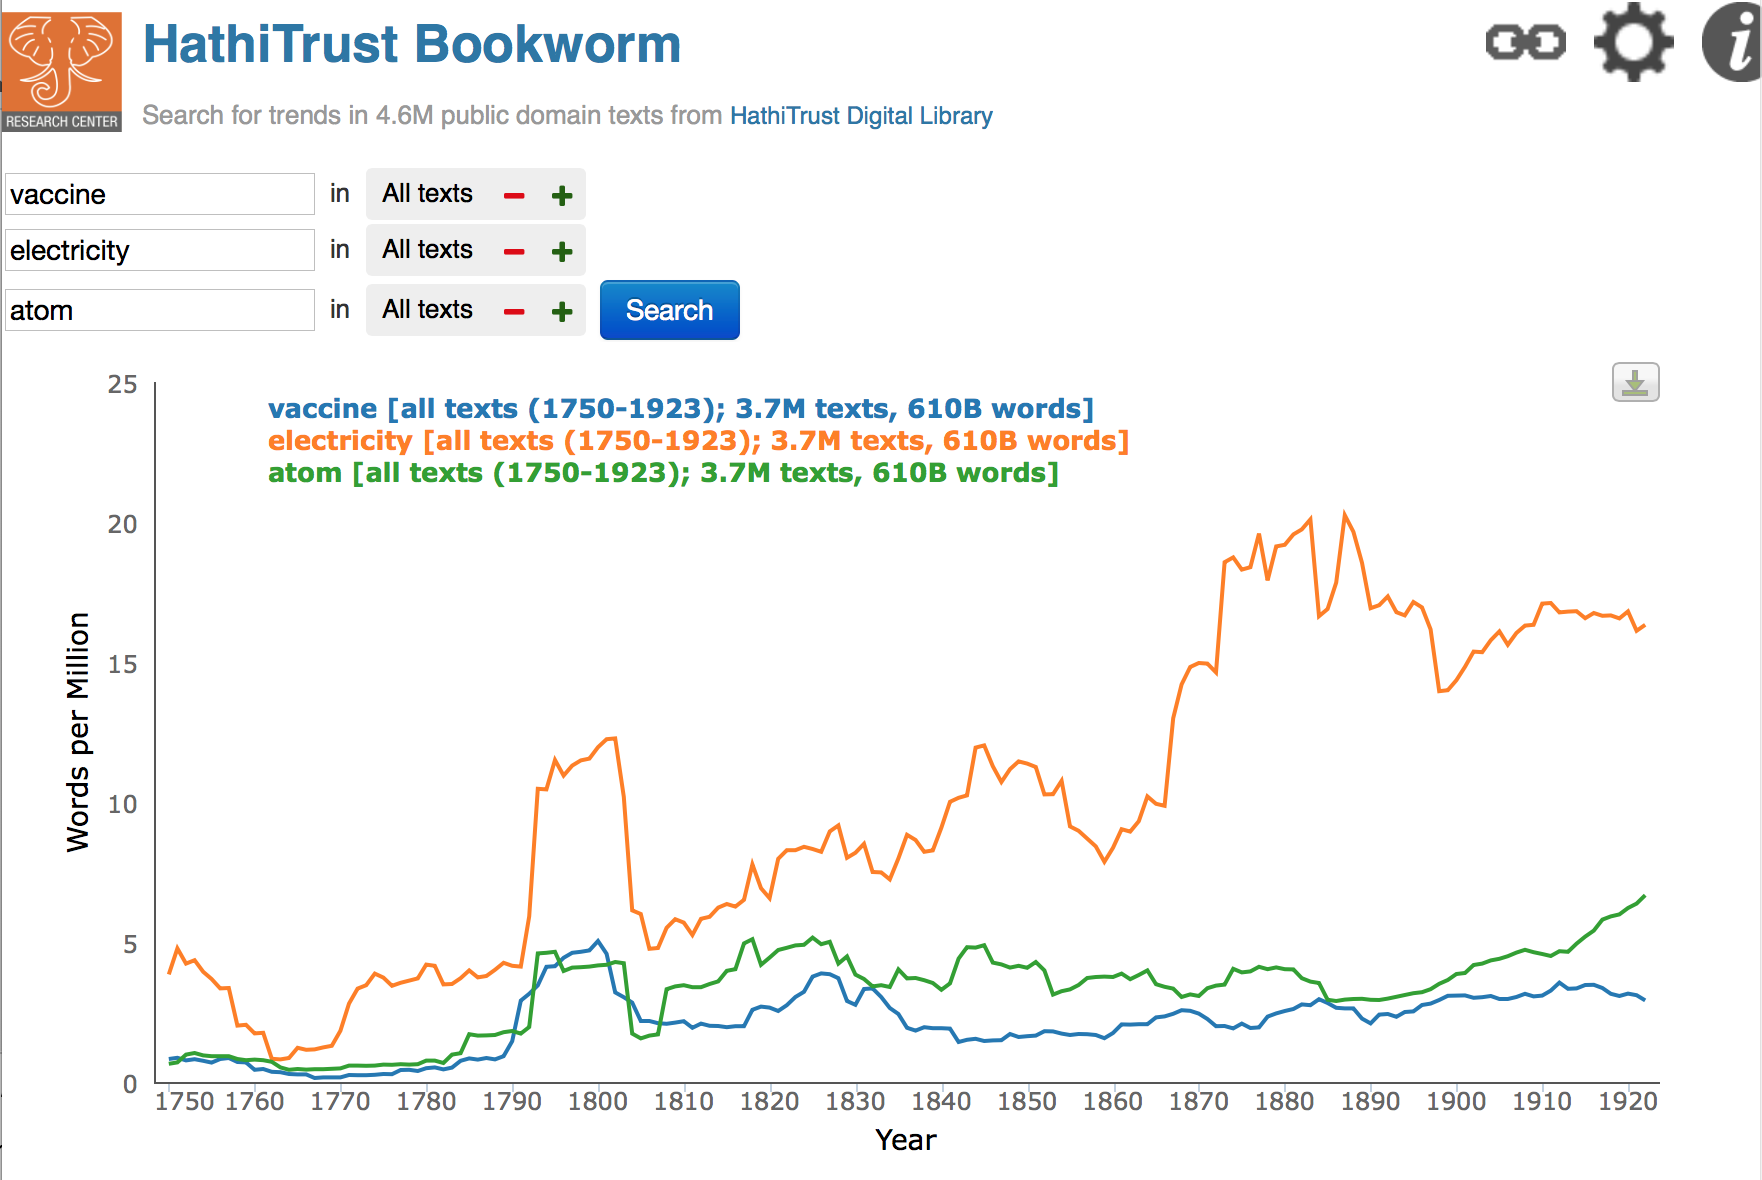 HathiTrust Bookworm
RESEARCH CENTER
Search for trends in 4.6M public domain texts from HathiTrust Digital Library
vaccine in All texts − +
electricity in All texts − +
atom in All texts − + Search
vaccine [all texts (1750-1923); 3.7M texts, 610B words]
electricity [all texts (1750-1923); 3.7M texts, 610B words]
atom [all texts (1750-1923); 3.7M texts, 610B words]
25
20
15
10
5
0
Words per Million
1750 1760 1770 1780 1790 1800 1810 1820 1830 1840 1850 1860 1870 1880 1890 1900 1910 1920
Year